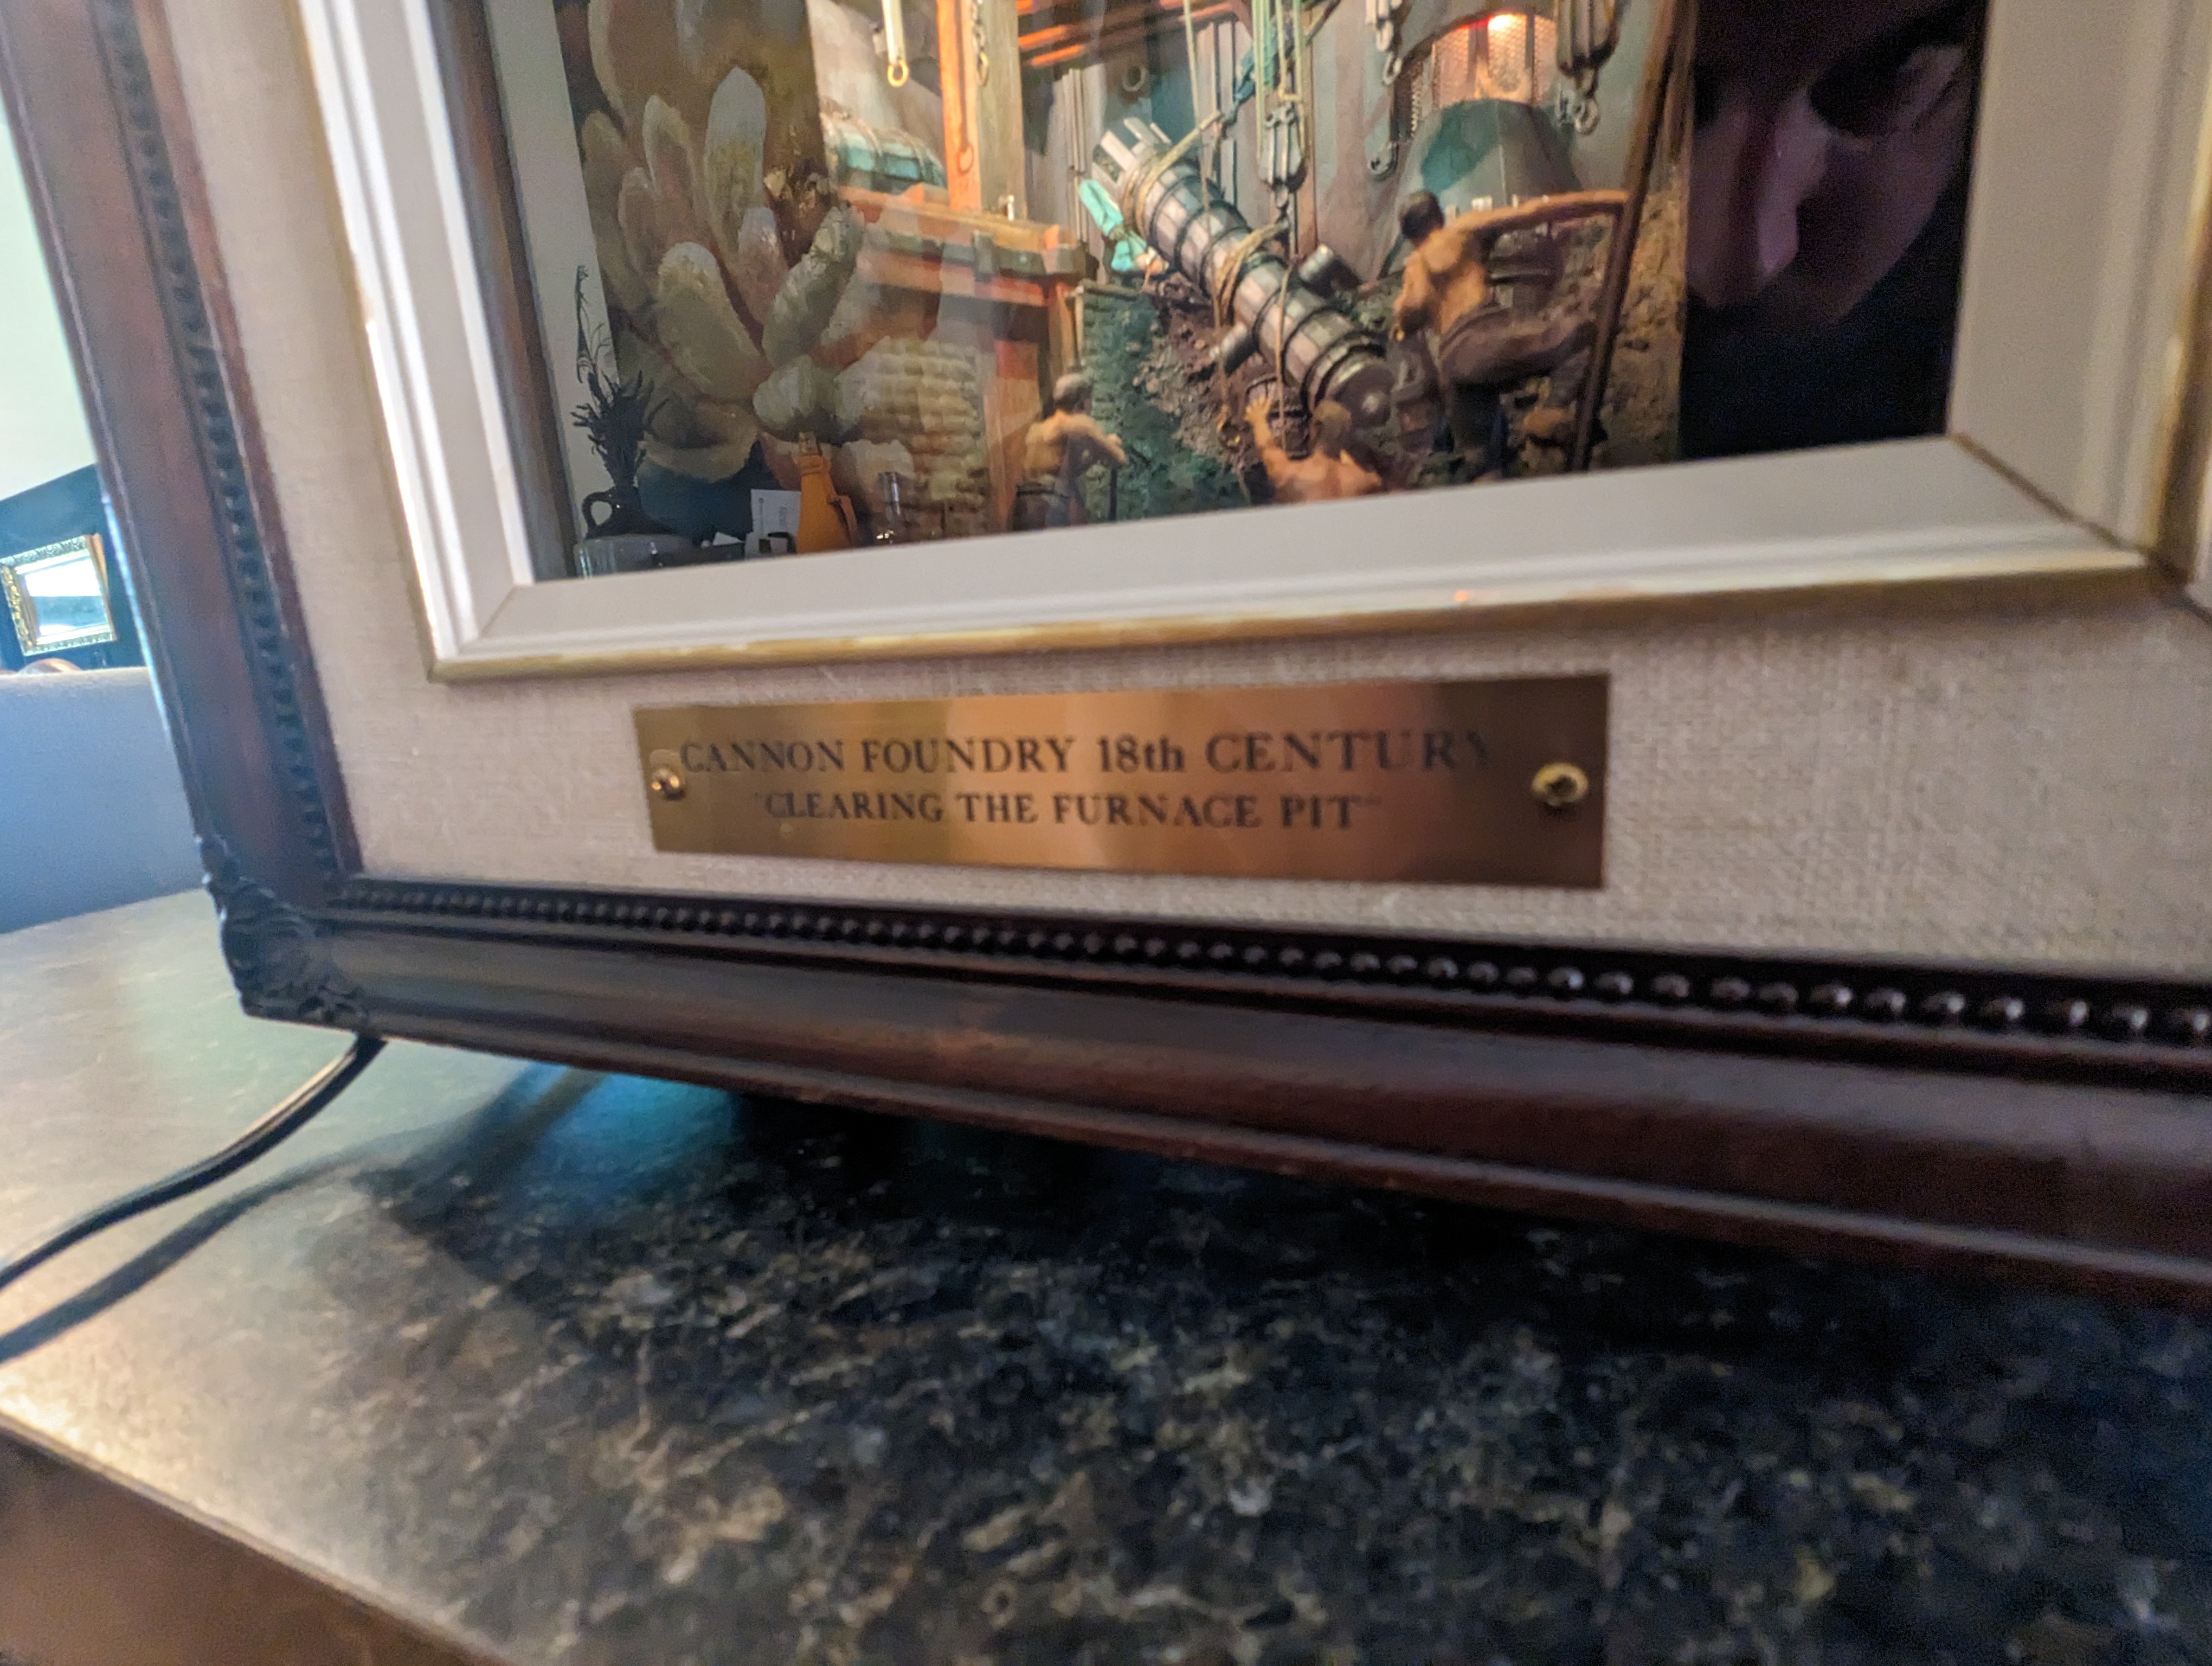 CANNON FOUNDRY 18th CENTURY
"CLEARING THE FURNACE PIT"